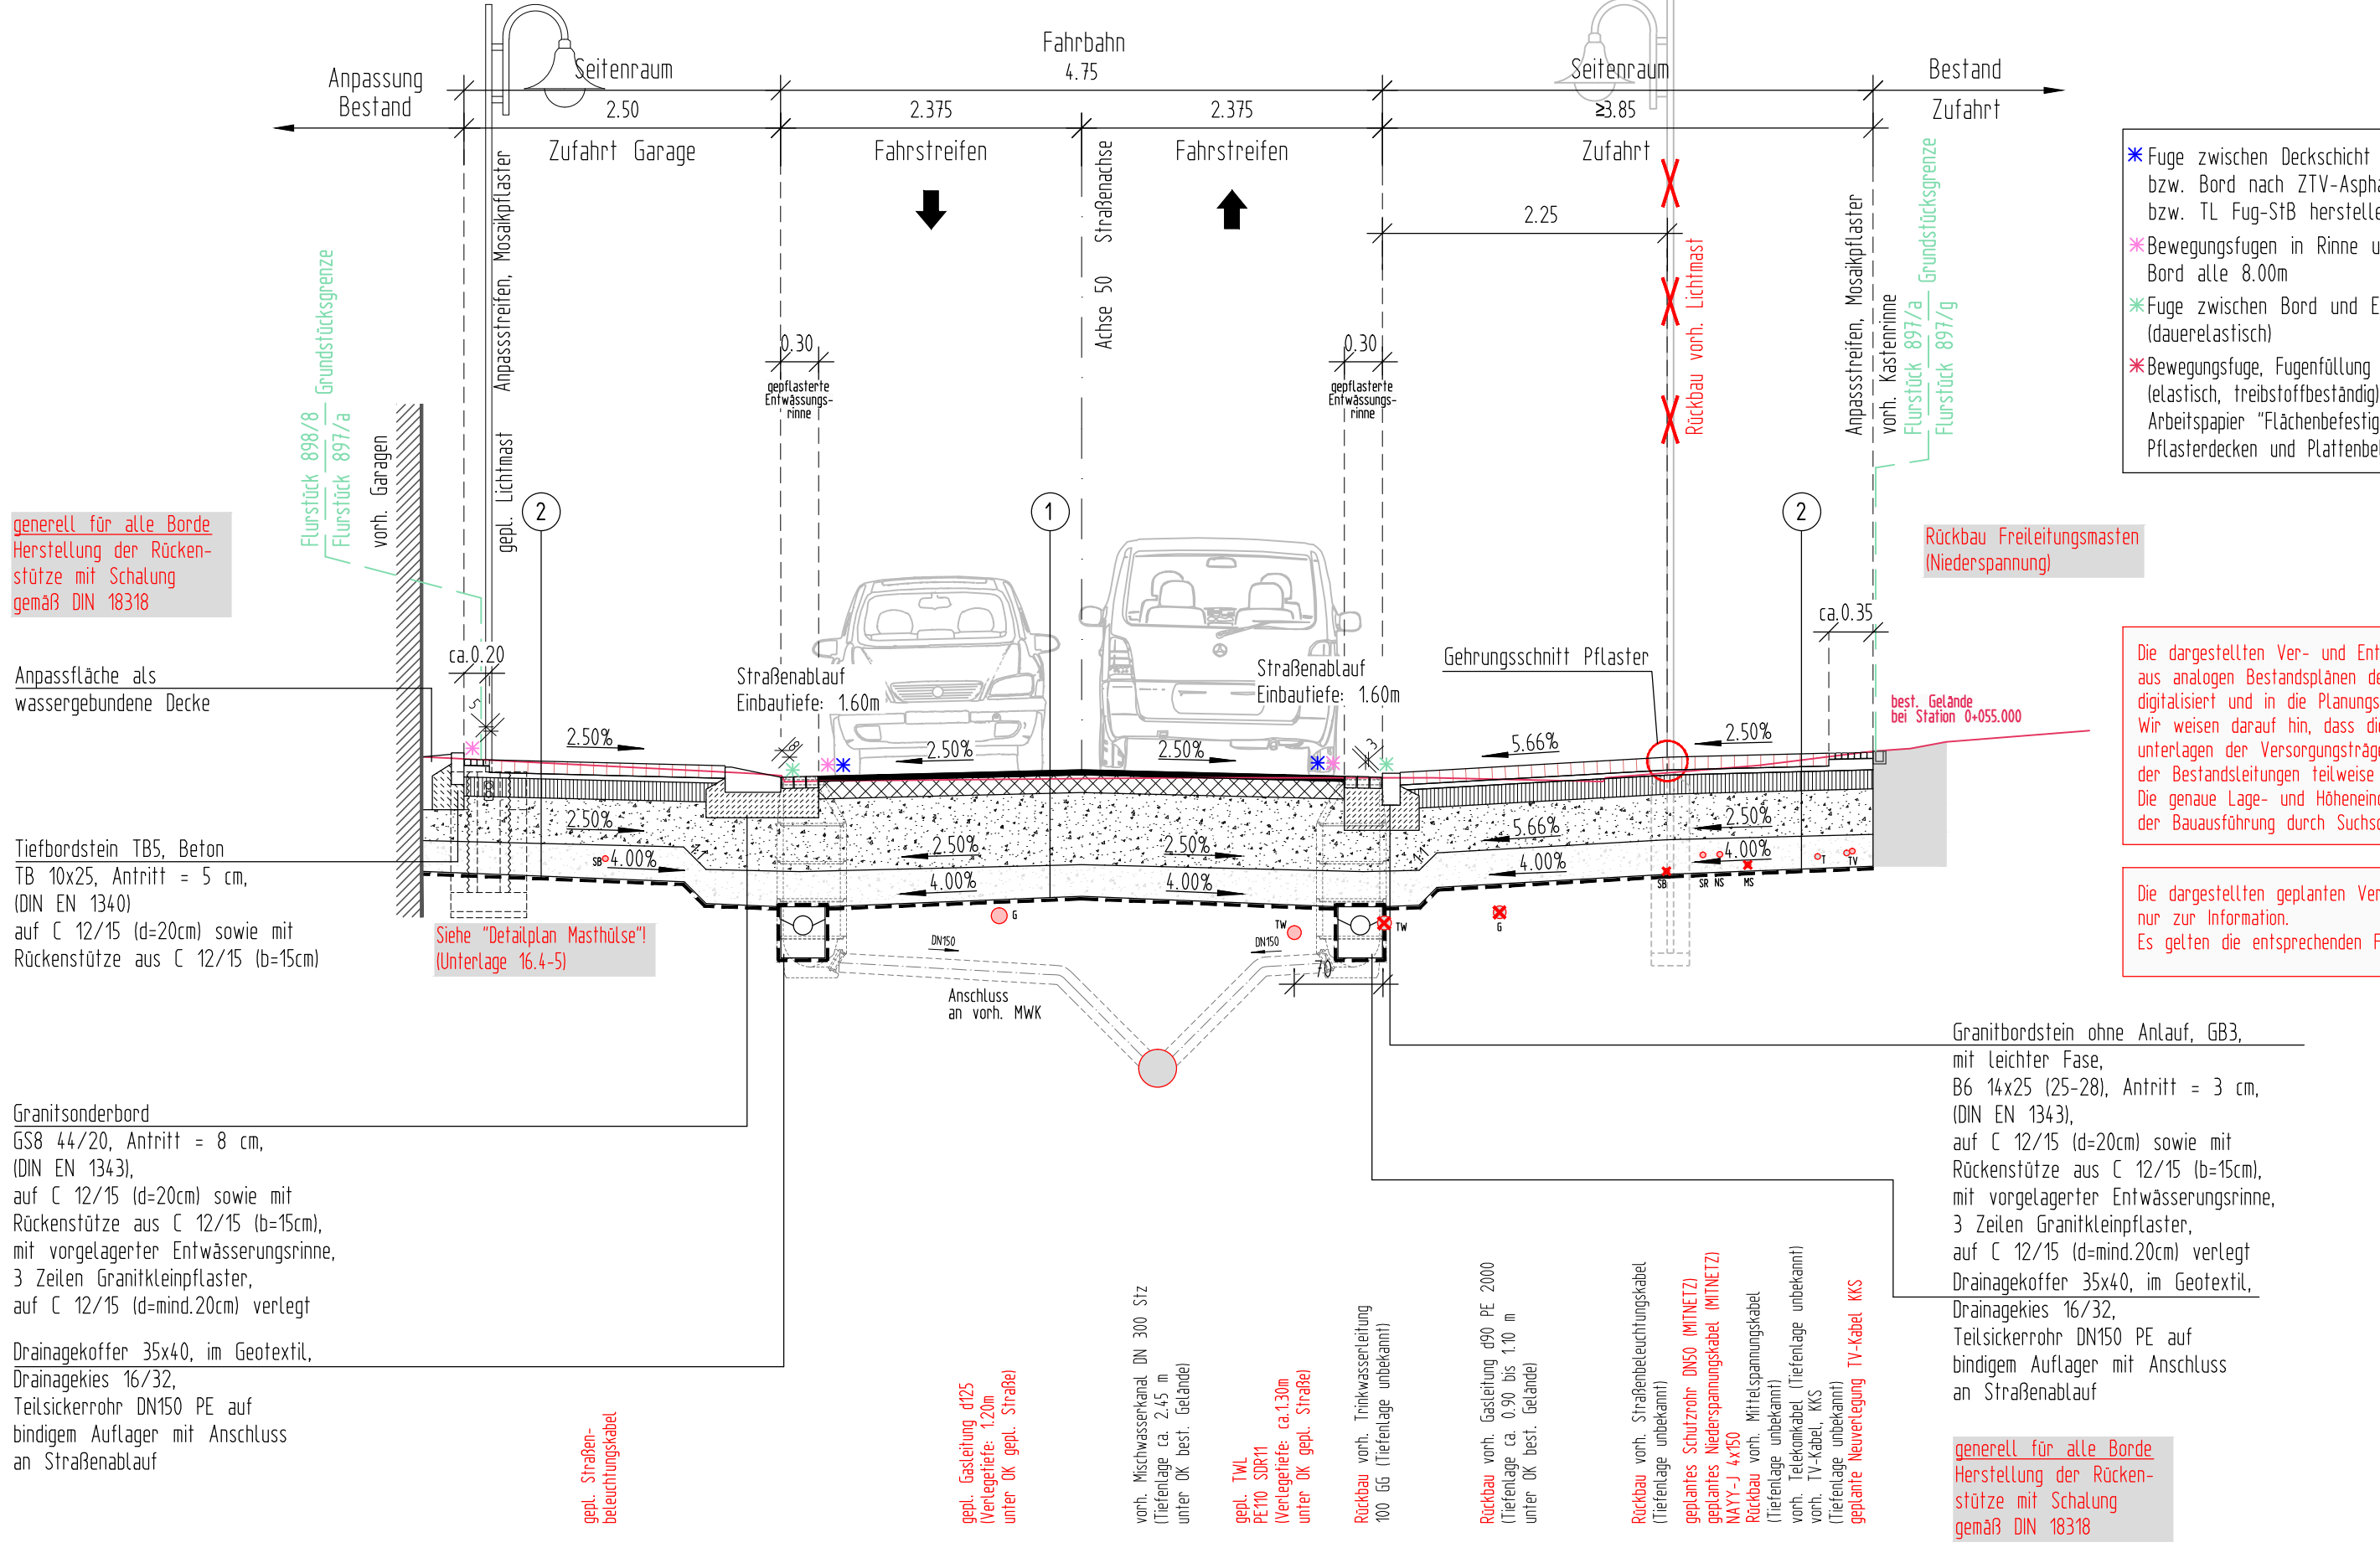 Anpassung
Bestand
Seitenraum
2.50
Zufahrt Garage
Fahrbahn
4.75
2.375
2.375
Fahrstreifen
Fahrstreifen
Seitenraum
≥3.85
Zufahrt
Bestand
Zufahrt
2.25
Flurstück 898/8
Flurstück 897/a
Grundstücksgrenze
vorh. Garagen
gepl. Lichtmast
Anpassstreifen, Mosaikpflaster
Achse 50 Straßenachse
Rückbau vorh. Lichtmast
Anpassstreifen, Mosaikpflaster
vorh. Kastenrinne
Flurstück 897/a
Flurstück 897/g
Grundstücksgrenze
0.30
gepflasterte
Entwässungs-
rinne
0.30
gepflasterte
Entwässungs-
rinne
2
1
2
Fuge zwischen Deckschicht
bzw. Bord nach
bzw. TL Fug-StB
Bewegungsfugen in Rinne
Bord alle 8.00m
Fuge zwischen Bord und
(dauerelastisch)
Bewegungsfuge, Fugenfüllung
(elastisch, treibstoffbeständig)
Arbeitspapier
Pflasterdecken und
generell für alle Borde
Herstellung der Rücken-
stütze mit Schalung
gemäß DIN 18318
Rückbau Freileitungsmasten
(Niederspannung)
ca.0.35
ca.0.20
5
Anpassfläche als
wassergebundene Decke
Straßenablauf
Einbautiefe: 1.60m
Straßenablauf
Einbautiefe: 1.60m
Gehrungsschnitt Pflaster
best. Gelände
bei Station 0+055.000
Die dargestellten Ver- und
aus analogen Bestandsplänen
digitalisiert und in die
Wir weisen darauf hin, dass
unterlagen der
der Bestandsleitungen teilweise
Die genaue Lage- und
der Bauausführung durch
2.50%
8
2.50%
2.50%
3
5.66%
2.50%
2.50%
2.50%
2.50%
5.66%
2.50%
SB
4.00%
4.00%
4.00%
4.00%
4.00%
1:1
1:1
SB
SR
NS
MS
T
TV
G
TW
TW
G
DN150
DN150
70
Anschluss
an vorh. MWK
Tiefbordstein TB5, Beton
TB 10x25, Antritt = 5 cm,
(DIN EN 1340)
auf C 12/15 (d=20cm) sowie mit
Rückenstütze aus C 12/15 (b=15cm)
Siehe "Detailplan Masthülse"!
(Unterlage 16.4-5)
Die dargestellten geplanten
nur zur Information.
Es gelten die entsprechenden
Granitsonderbord
GS8 44/20, Antritt = 8 cm,
(DIN EN 1343),
auf C 12/15 (d=20cm) sowie mit
Rückenstütze aus C 12/15 (b=15cm),
mit vorgelagerter Entwässerungsrinne,
3 Zeilen Granitkleinpflaster,
auf C 12/15 (d=mind.20cm) verlegt
Drainagekoffer 35x40, im Geotextil,
Drainagekies 16/32,
Teilsickerrohr DN150 PE auf
bindigem Auflager mit Anschluss
an Straßenablauf
gepl. Straßen-
beleuchtungskabel
gepl. Gasleitung d125
(Verlegetiefe: 1.20m
unter OK gepl. Straße)
vorh. Mischwasserkanal DN 300 Stz
(Tiefenlage ca. 2.45 m
unter OK best. Gelände)
gepl. TWL
PE110 SDR11
(Verlegetiefe: ca.1.30m
unter OK gepl. Straße)
Rückbau vorh. Trinkwasserleitung
100 GG (Tiefenlage unbekannt)
Rückbau vorh. Gasleitung d90 PE 2000
(Tiefenlage ca. 0.90 bis 1.10 m
unter OK best. Gelände)
Rückbau vorh. Straßenbeleuchtungskabel
(Tiefenlage unbekannt)
geplantes Schutzrohr DN50 (MITNETZ)
geplantes Niederspannungskabel (MITNETZ)
NAYY-J 4x150
Rückbau vorh. Mittelspannungskabel
(Tiefenlage unbekannt)
vorh. Telekomkabel (Tiefenlage unbekannt)
vorh. TV-Kabel, KKS
(Tiefenlage unbekannt)
geplante Neuverlegung TV-Kabel KKS
Granitbordstein ohne Anlauf, GB3,
mit leichter Fase,
B6 14x25 (25-28), Antritt = 3 cm,
(DIN EN 1343),
auf C 12/15 (d=20cm) sowie mit
Rückenstütze aus C 12/15 (b=15cm),
mit vorgelagerter Entwässerungsrinne,
3 Zeilen Granitkleinpflaster,
auf C 12/15 (d=mind.20cm) verlegt
Drainagekoffer 35x40, im Geotextil,
Drainagekies 16/32,
Teilsickerrohr DN150 PE auf
bindigem Auflager mit Anschluss
an Straßenablauf
generell für alle Borde
Herstellung der Rücken-
stütze mit Schalung
gemäß DIN 18318